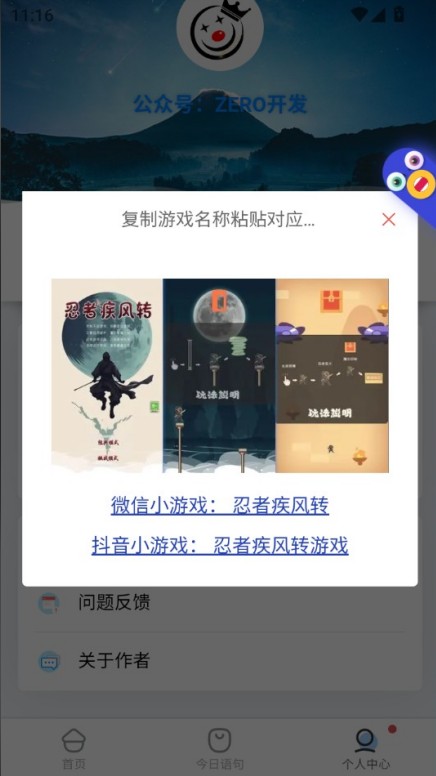 11:16
公众号：ZERO开发
复制游戏名称粘贴对应...
忍者疾风转
玩法说明
玩法说明
微信小游戏： 忍者疾风转
抖音小游戏： 忍者疾风转游戏
问题反馈
关于作者
首页
今日语句
个人中心